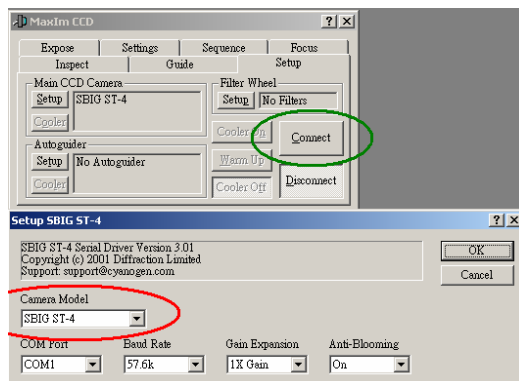 MaxIm CCD
Expose Settings Sequence Focus
Inspect Guide Setup
Main CCD Camera
Setup SBIG ST-4
Cooler
Filter Wheel
Setup No Filters
Cooler On Connect
Autoguider
Setup No Autoguider
Cooler
Warm Up
Cooler Off Disconnect
Setup SBIG ST-4
SBIG ST-4 Serial Driver Version 3.01
Copyright (c) 2001 Diffraction Limited
Support: support@cyanogen.com
OK
Cancel
Camera Model
SBIG ST-4
COM Port Baud Rate Gain Expansion Anti-Blooming
COM1 57.6k 1X Gain On